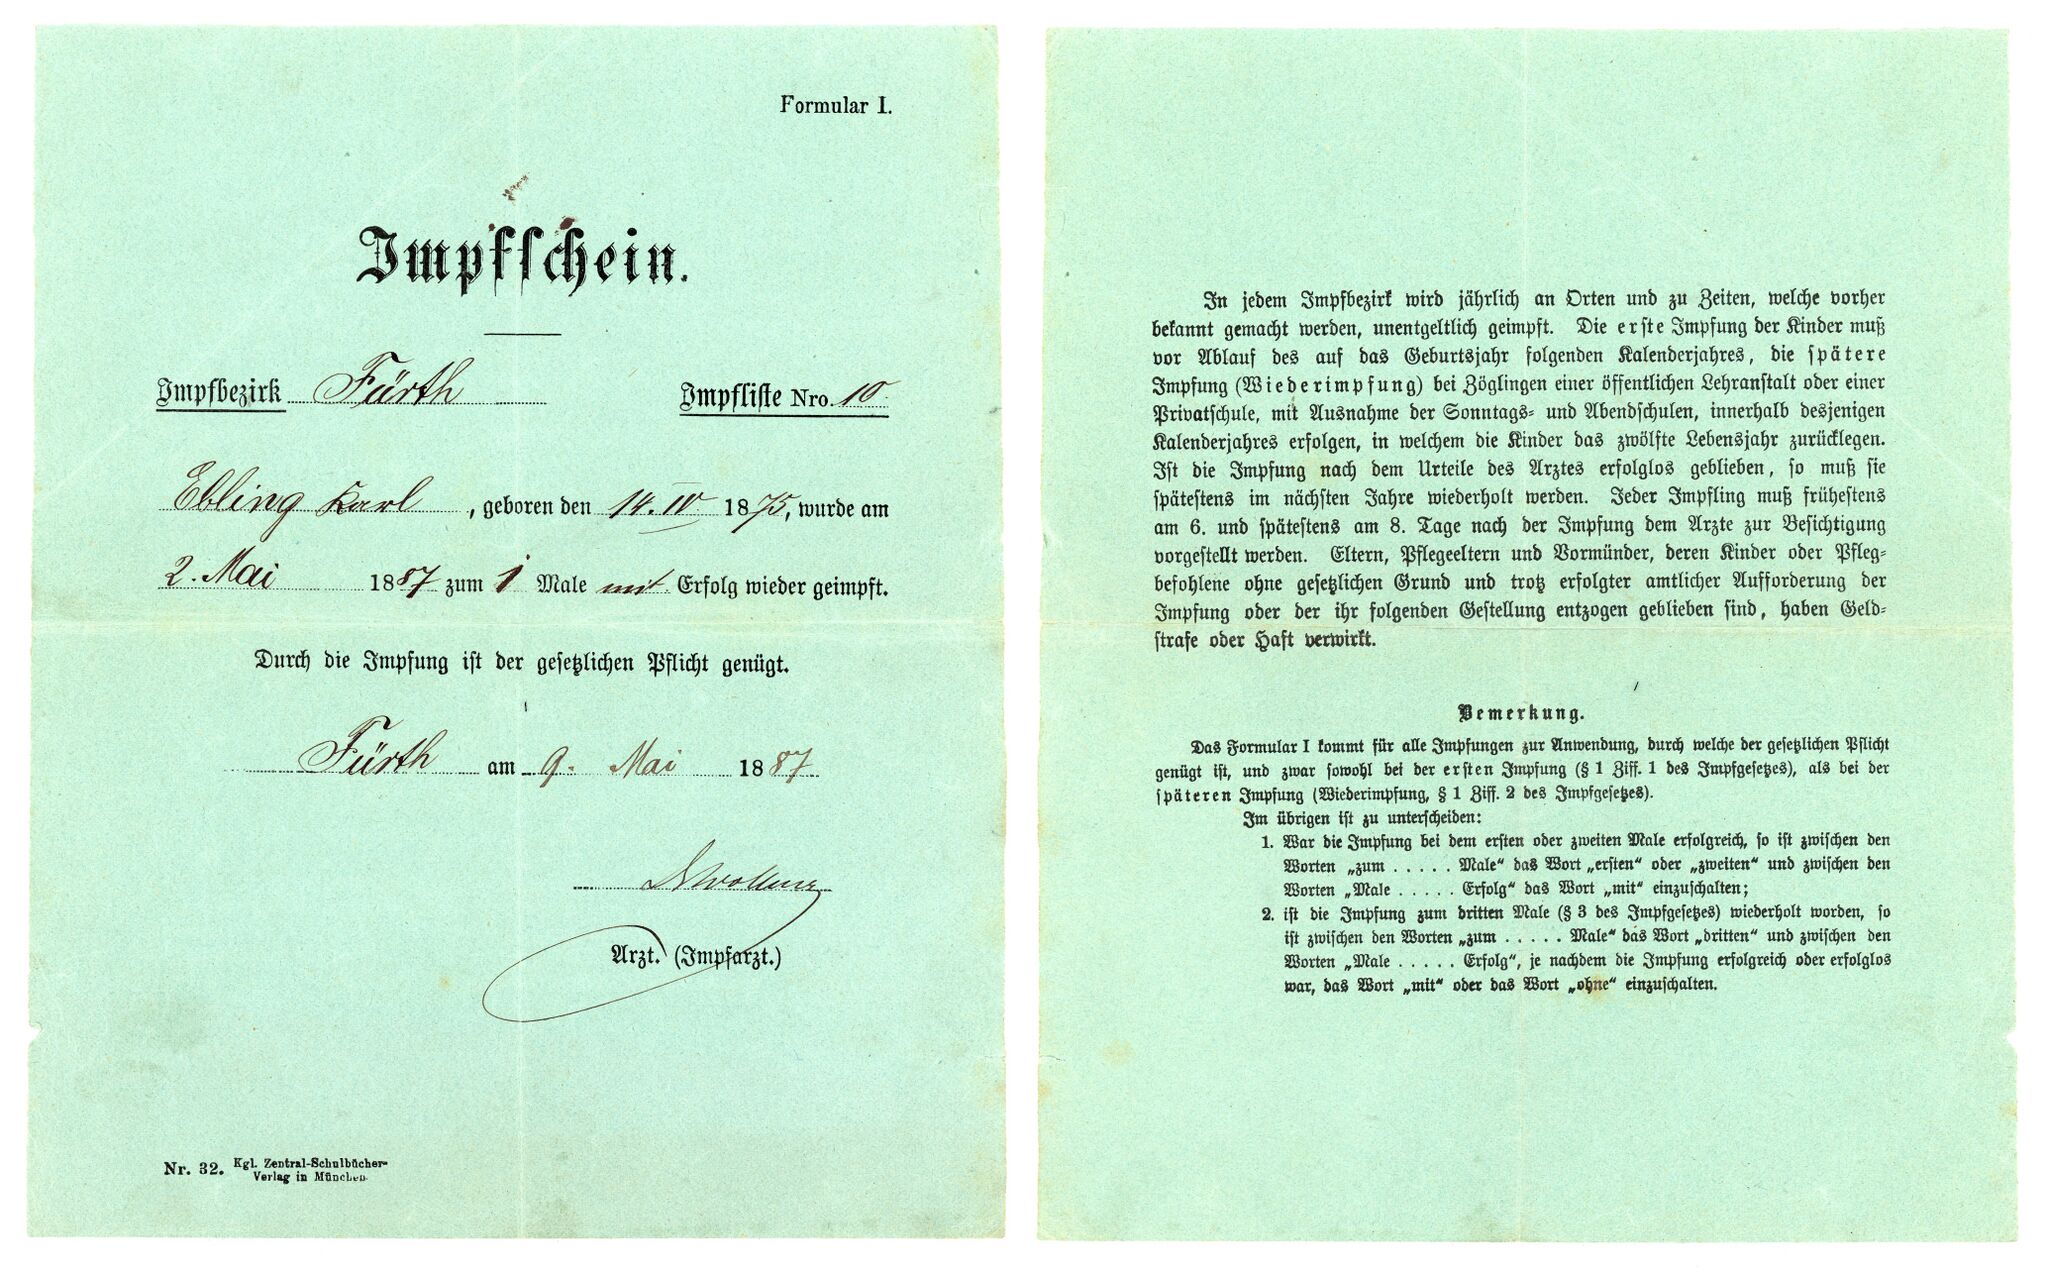 Formular I.
Impfschein.
Impfbezirk Fürth Impfliste Nro. 10.
Ebling Karl, geboren den 14. IV. 1875, wurde am
2. Mai 1887 zum 1 Male mit Erfolg wieder geimpft.
Durch die Impfung ist der gesetzlichen Pflicht genügt.
Fürth am 9. Mai 1887
Arzt. (Impfarzt.)
Nr. 32. Kgl. Zentral-Schulbücher-
Verlag in München.
In jedem Impfbezirk wird jährlich an Orten und zu Zeiten, welche vorher
bekannt gemacht werden, unentgeltlich geimpft. Die erste Impfung der Kinder muß
vor Ablauf des auf das Geburtsjahr folgenden Kalenderjahres, die spätere
Impfung (Wiederimpfung) bei Zöglingen einer öffentlichen Lehranstalt oder einer
Privatschule, mit Ausnahme der Sonntags- und Abendschulen, innerhalb desjenigen
Kalenderjahres erfolgen, in welchem die Kinder das zwölfte Lebensjahr zurücklegen.
Ist die Impfung nach dem Urteile des Arztes erfolglos geblieben, so muß sie
spätestens im nächsten Jahre wiederholt werden. Jeder Impfling muß frühestens
am 6. und spätestens am 8. Tage nach der Impfung dem Arzte zur Besichtigung
vorgestellt werden. Eltern, Pflegeeltern und Vormünder, deren Kinder oder Pfleg-
befohlene ohne gesetzlichen Grund und trotz erfolgter amtlicher Aufforderung der
Impfung oder der ihr folgenden Gestellung entzogen geblieben sind, haben Geld-
strafe oder Haft verwirkt.
Bemerkung.
Das Formular I kommt für alle Impfungen zur Anwendung, durch welche der gesetzlichen Pflicht
genügt ist, und zwar sowohl bei der ersten Impfung (§ 1 Ziff. 1 des Impfgesetzes), als bei der
späteren Impfung (Wiederimpfung, § 1 Ziff. 2 des Impfgesetzes).
Im übrigen ist zu unterscheiden:
1. War die Impfung bei dem ersten oder zweiten Male erfolgreich, so ist zwischen den
Worten „zum ..... Male“ das Wort „ersten“ oder „zweiten“ und zwischen den
Worten „Male ..... Erfolg“ das Wort „mit“ einzuschalten;
2. ist die Impfung zum dritten Male (§ 3 des Impfgesetzes) wiederholt worden, so
ist zwischen den Worten „zum ..... Male“ das Wort „dritten“ und zwischen den
Worten „Male ..... Erfolg“, je nachdem die Impfung erfolgreich oder erfolglos
war, das Wort „mit“ oder das Wort „ohne“ einzuschalten.